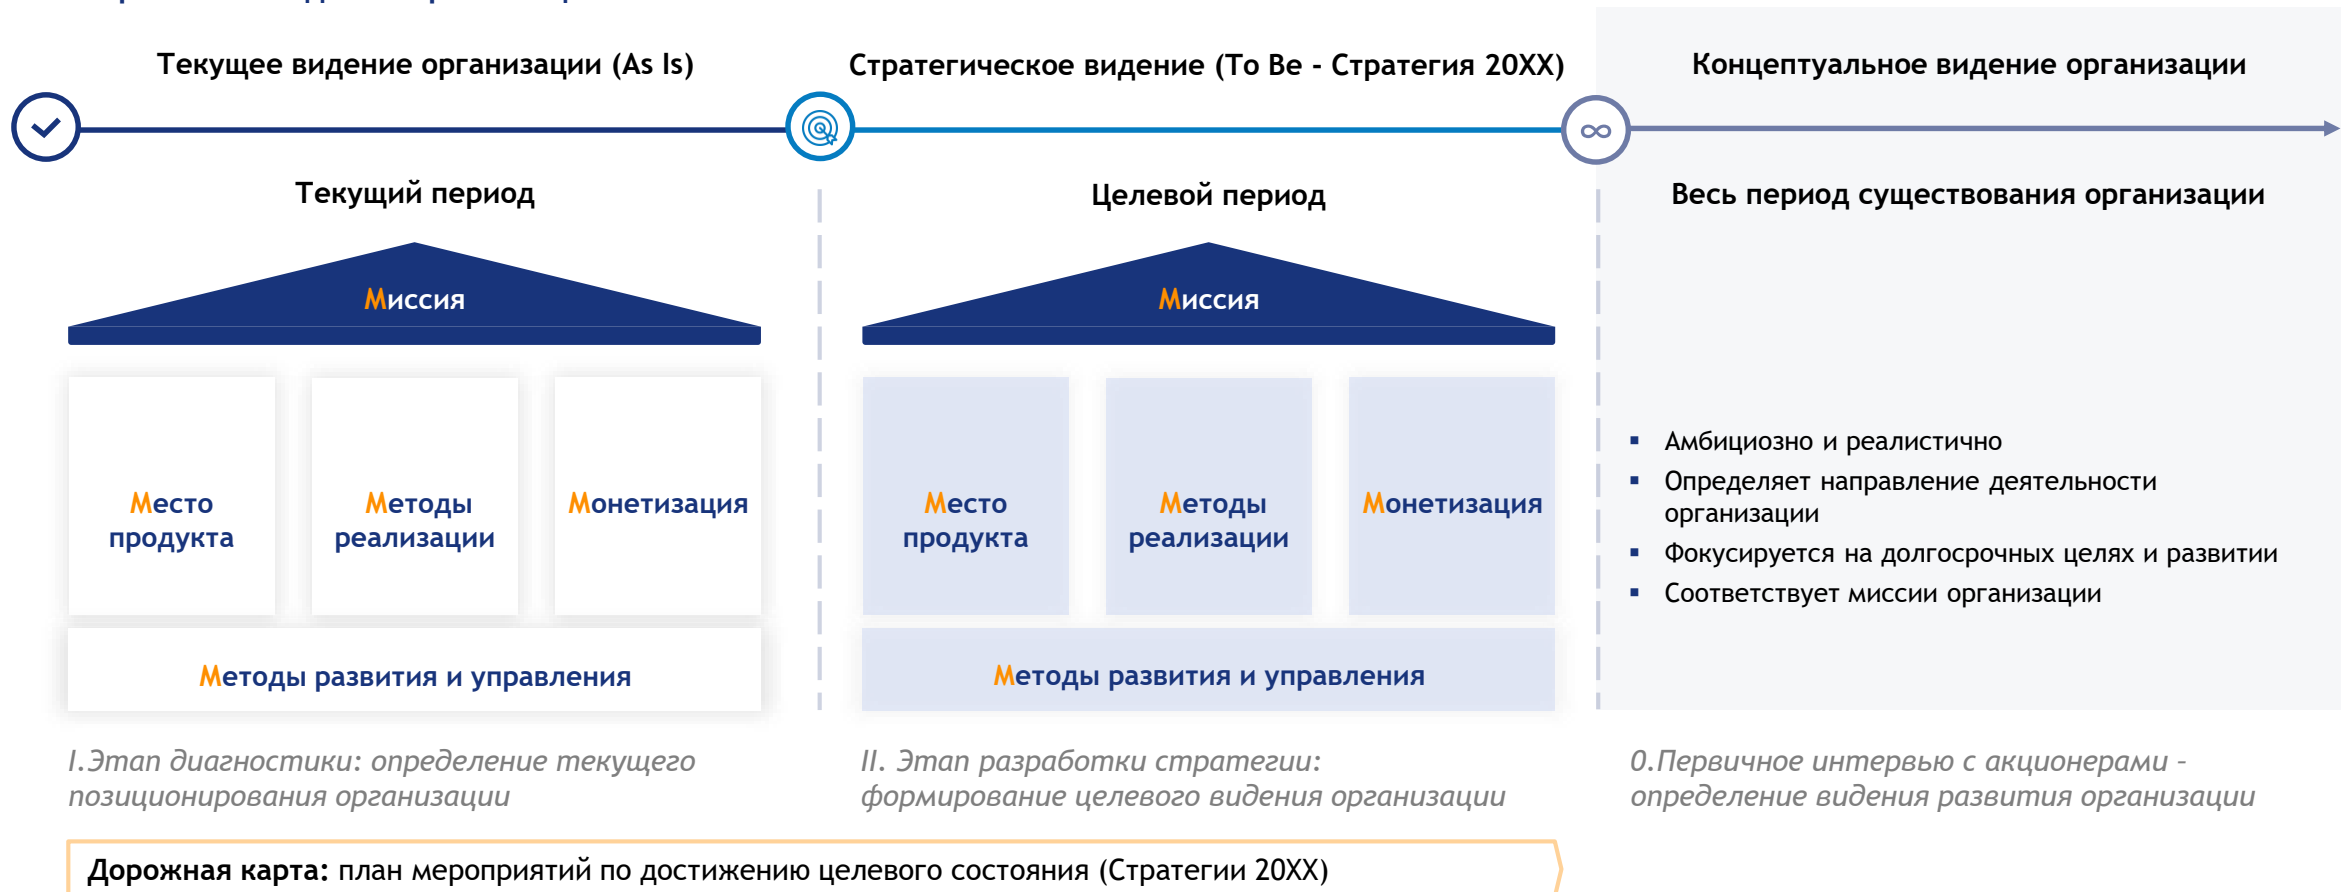 Текущее видение организации (As Is)
Стратегическое видение (To Be - Стратегия 20XX)
Концептуальное видение организации
Текущий период
Целевой период
Весь период существования организации
Миссия
Место
продукта
Методы
реализации
Монетизация
Методы развития и управления
Миссия
Место
продукта
Методы
реализации
Монетизация
Методы развития и управления
▪ Амбициозно и реалистично
▪ Определяет направление деятельности
организации
▪ Фокусируется на долгосрочных целях и развитии
▪ Соответствует миссии организации
I.Этап диагностики: определение текущего
позиционирования организации
II. Этап разработки стратегии:
формирование целевого видения организации
0.Первичное интервью с акционерами –
определение видения развития организации
Дорожная карта: план мероприятий по достижению целевого состояния (Стратегии 20XX)